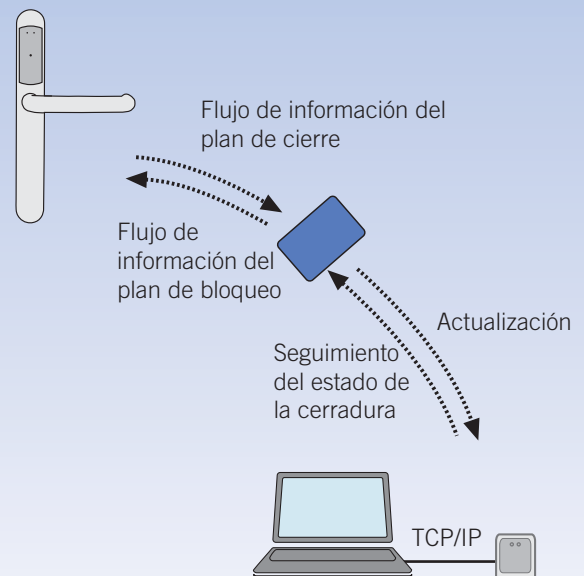 Flujo de información del
plan de cierre
Flujo de
información del
plan de bloqueo
Actualización
Seguimiento
del estado de
la cerradura
TCP/IP